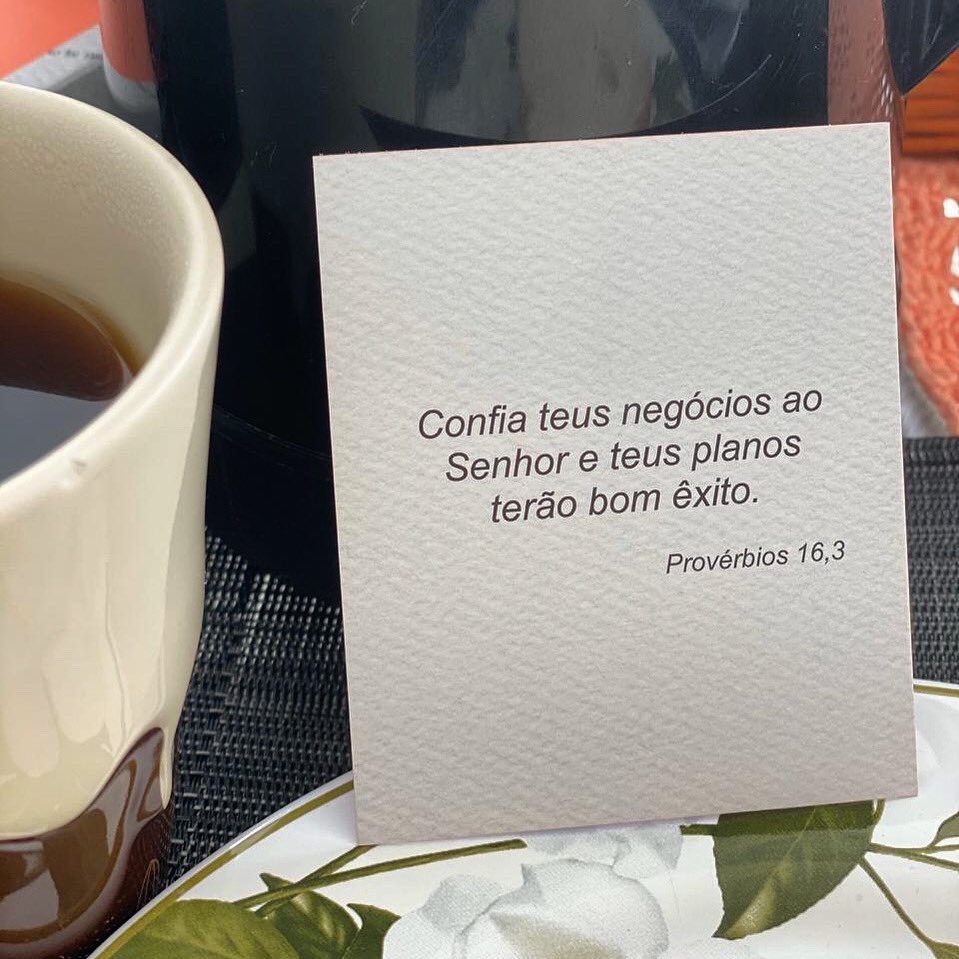 Confia teus negócios ao
Senhor e teus planos
terão bom êxito.
Provérbios 16,3